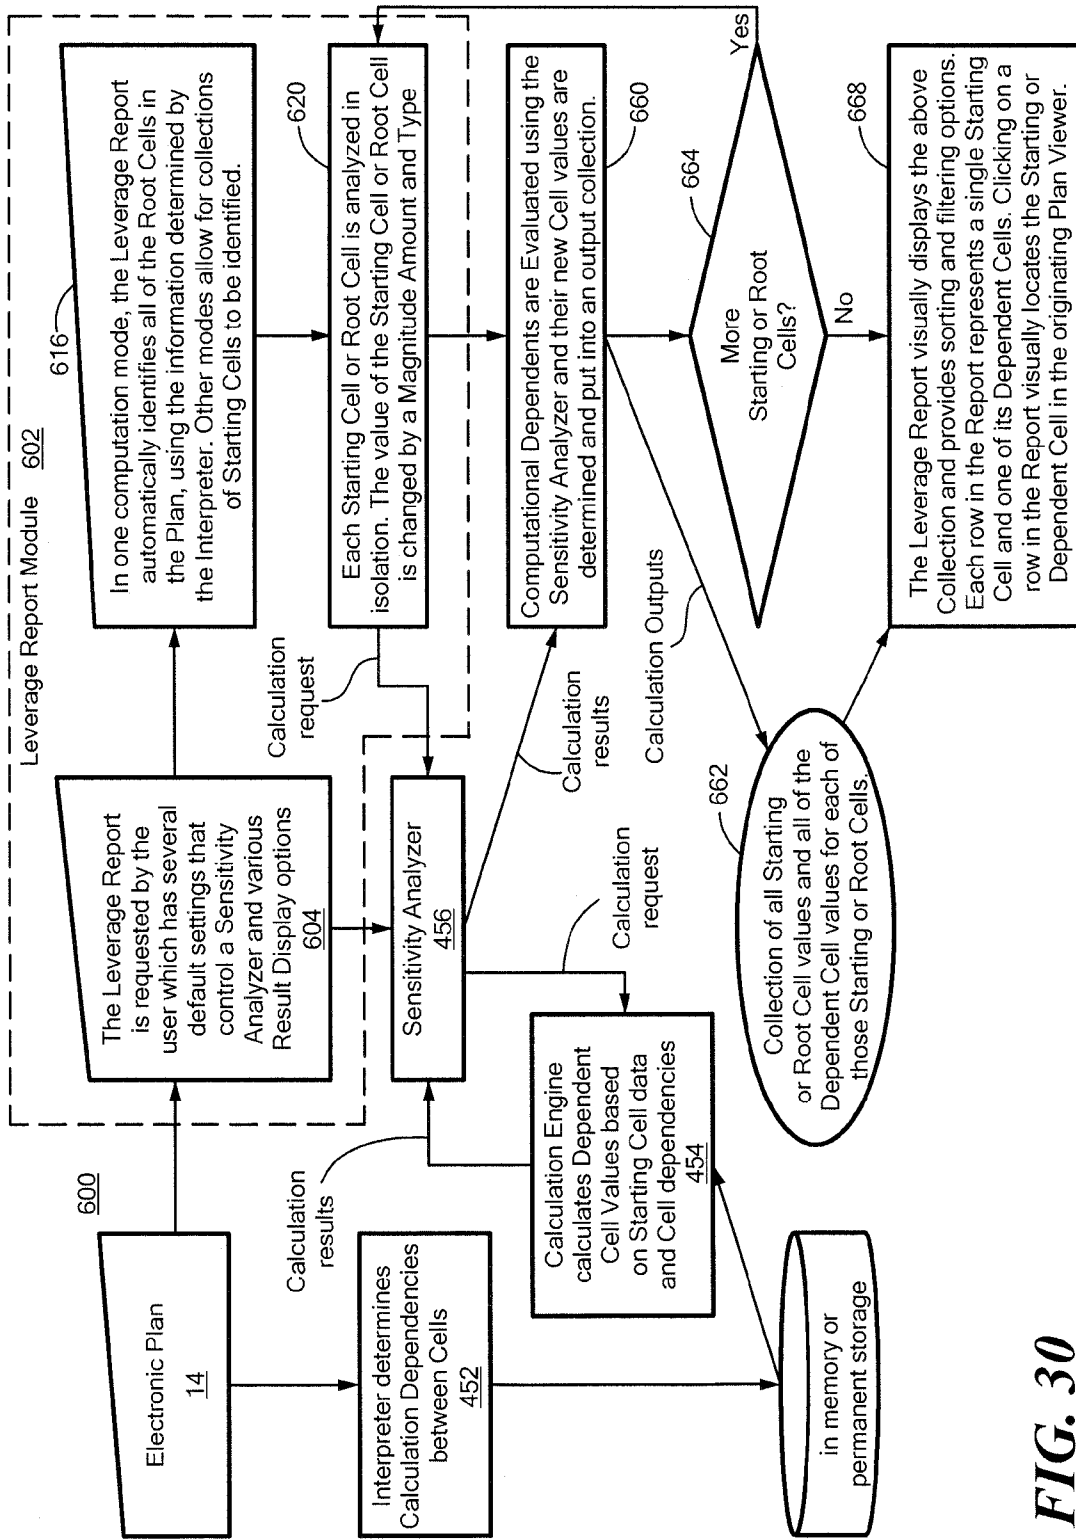 600
Leverage Report Module 602
Electronic Plan
14
The Leverage Report
is requested by the
user which has several
default settings that
control a Sensitivity
Analyzer and various
Result Display options
604
616
In one computation mode, the Leverage Report
automatically identifies all of the Root Cells in
the Plan, using the information determined by
the Interpreter. Other modes allow for collections
of Starting Cells to be identified.
Interpreter determines
Calculation Dependencies
between Cells
452
Calculation
results
Sensitivity Analyzer
456
Calculation
request
620
Each Starting Cell or Root Cell is analyzed in
isolation. The value of the Starting Cell or Root Cell
is changed by a Magnitude Amount and Type
Calculation Engine
calculates Dependent
Cell Values based
on Starting Cell data
and Cell dependencies
454
Calculation
request
Calculation
results
660
Computational Dependents are Evaluated using the
Sensitivity Analyzer and their new Cell values are
determined and put into an output collection.
Calculation Outputs
664
More
Starting or Root
Cells?
Yes
No
in memory or
permanent storage
662
Collection of all Starting
or Root Cell values and all of the
Dependent Cell values for each of
those Starting or Root Cells.
668
The Leverage Report visually displays the above
Collection and provides sorting and filtering options.
Each row in the Report represents a single Starting
Cell and one of its Dependent Cells. Clicking on a
row in the Report visually locates the Starting or
Dependent Cell in the originating Plan Viewer.
FIG. 30